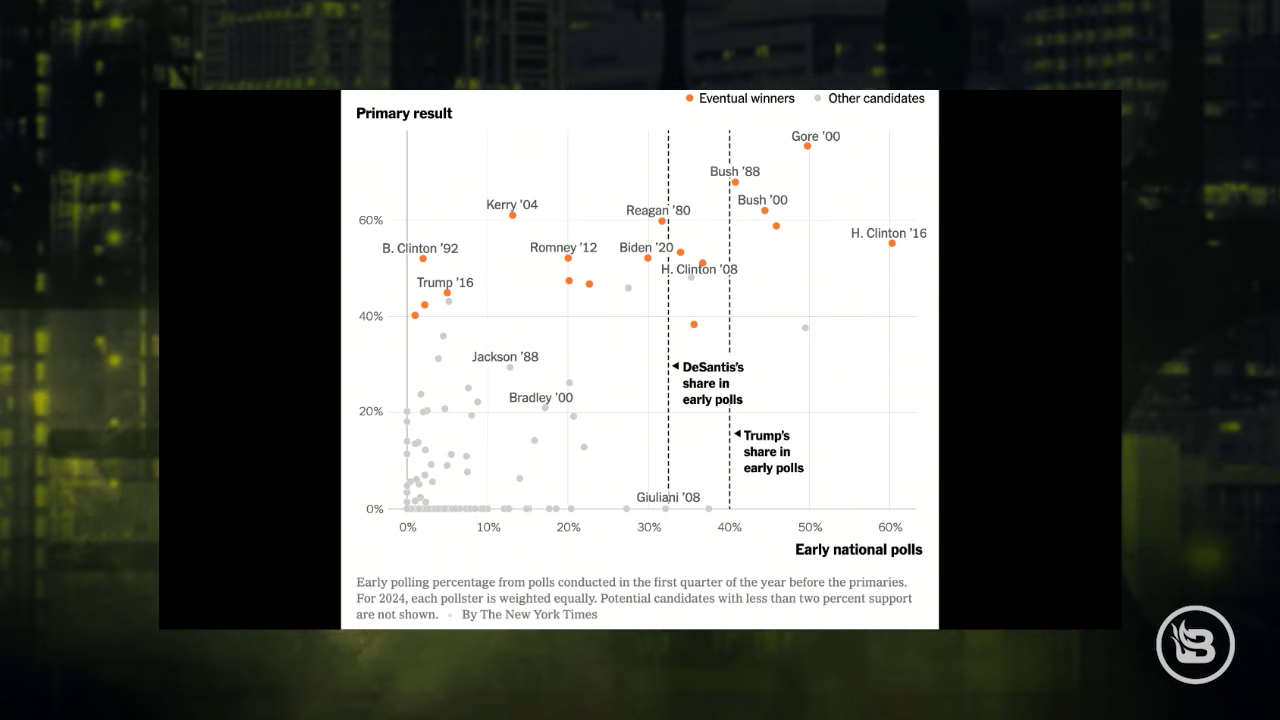 Eventual winners Other candidates
Primary result
Gore ’00
Bush ’88
Bush ’00
Kerry ’04
Reagan ’80
60%
H. Clinton ’16
B. Clinton ’92
Romney ’12
Biden ’20
H. Clinton ’08
Trump ’16
40%
Jackson ’88
DeSantis’s
share in
early polls
Bradley ’00
20%
Trump’s
share in
early polls
Giuliani ’08
0%
0% 10% 20% 30% 40% 50% 60%
Early national polls
Early polling percentage from polls conducted in the first quarter of the year before the primaries.
For 2024, each pollster is weighted equally. Potential candidates with less than two percent support
are not shown. • By The New York Times
B